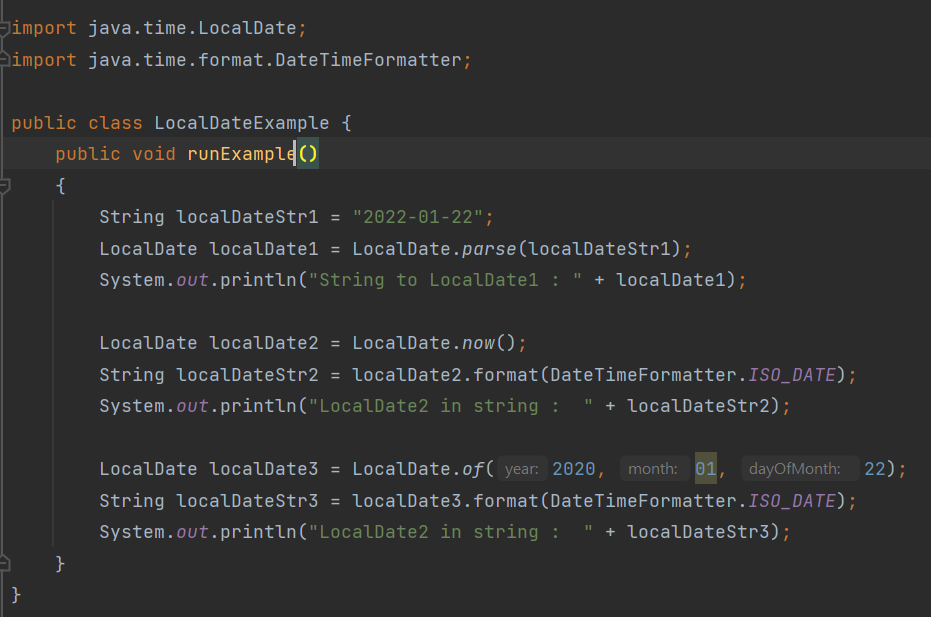 import java.time.LocalDate;
import java.time.format.DateTimeFormatter;
public class LocalDateExample {
public void runExample()
{
String localDateStr1 = "2022-01-22";
LocalDate localDate1 = LocalDate.parse(localDateStr1);
System.out.println("String to LocalDate1 : " + localDate1);
LocalDate localDate2 = LocalDate.now();
String localDateStr2 = localDate2.format(DateTimeFormatter.ISO_DATE);
System.out.println("LocalDate2 in string :  " + localDateStr2);
LocalDate localDate3 = LocalDate.of( year: 2020, month: 01, dayOfMonth: 22);
String localDateStr3 = localDate3.format(DateTimeFormatter.ISO_DATE);
System.out.println("LocalDate2 in string :  " + localDateStr3);
}
}